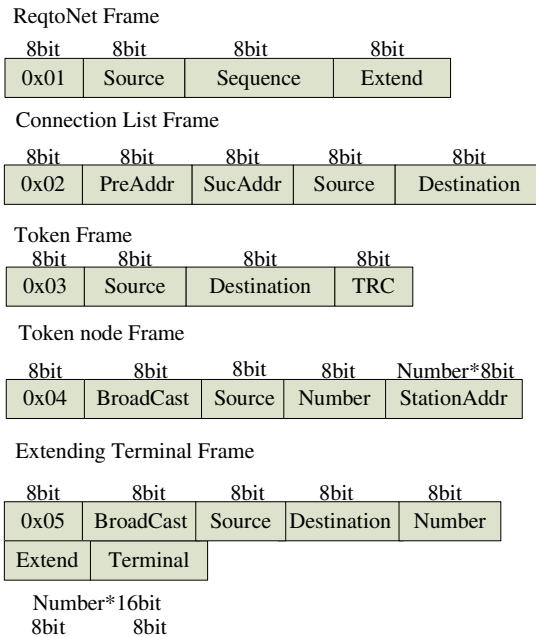 ReqtoNet Frame
8bit 8bit 8bit 8bit
0x01 Source Sequence Extend
Connection List Frame
8bit 8bit 8bit 8bit 8bit
0x02 PreAddr SucAddr Source Destination
Token Frame
8bit 8bit 8bit 8bit
0x03 Source Destination TRC
Token node Frame
8bit 8bit 8bit 8bit Number*8bit
0x04 BroadCast Source Number StationAddr
Extending Terminal Frame
8bit 8bit 8bit 8bit 8bit
0x05 BroadCast Source Destination Number
Extend Terminal
Number*16bit
8bit 8bit